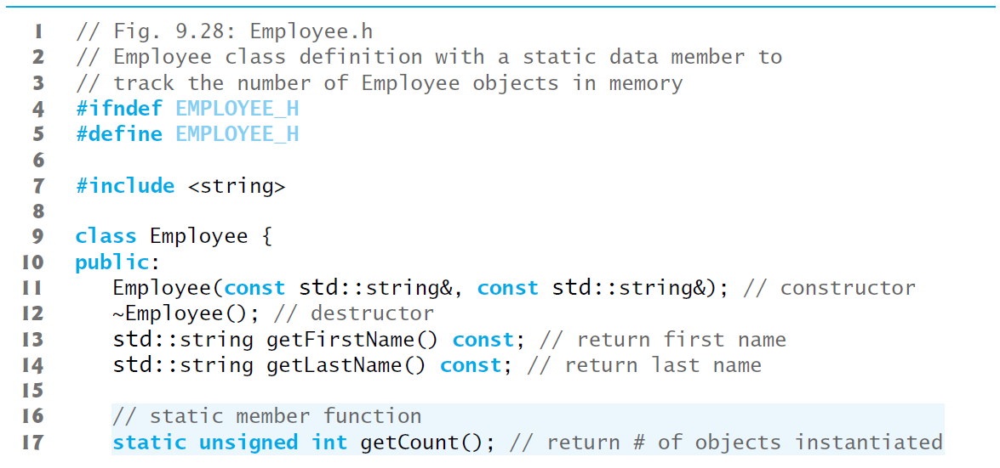 1 // Fig. 9.28: Employee.h
2 // Employee class definition with a static data member to
3 // track the number of Employee objects in memory
4 #ifndef EMPLOYEE_H
5 #define EMPLOYEE_H
6
7 #include <string>
8
9 class Employee {
10 public:
11 Employee(const std::string&, const std::string&); // constructor
12 ~Employee(); // destructor
13 std::string getFirstName() const; // return first name
14 std::string getLastName() const; // return last name
15
16 // static member function
17 static unsigned int getCount(); // return # of objects instantiated